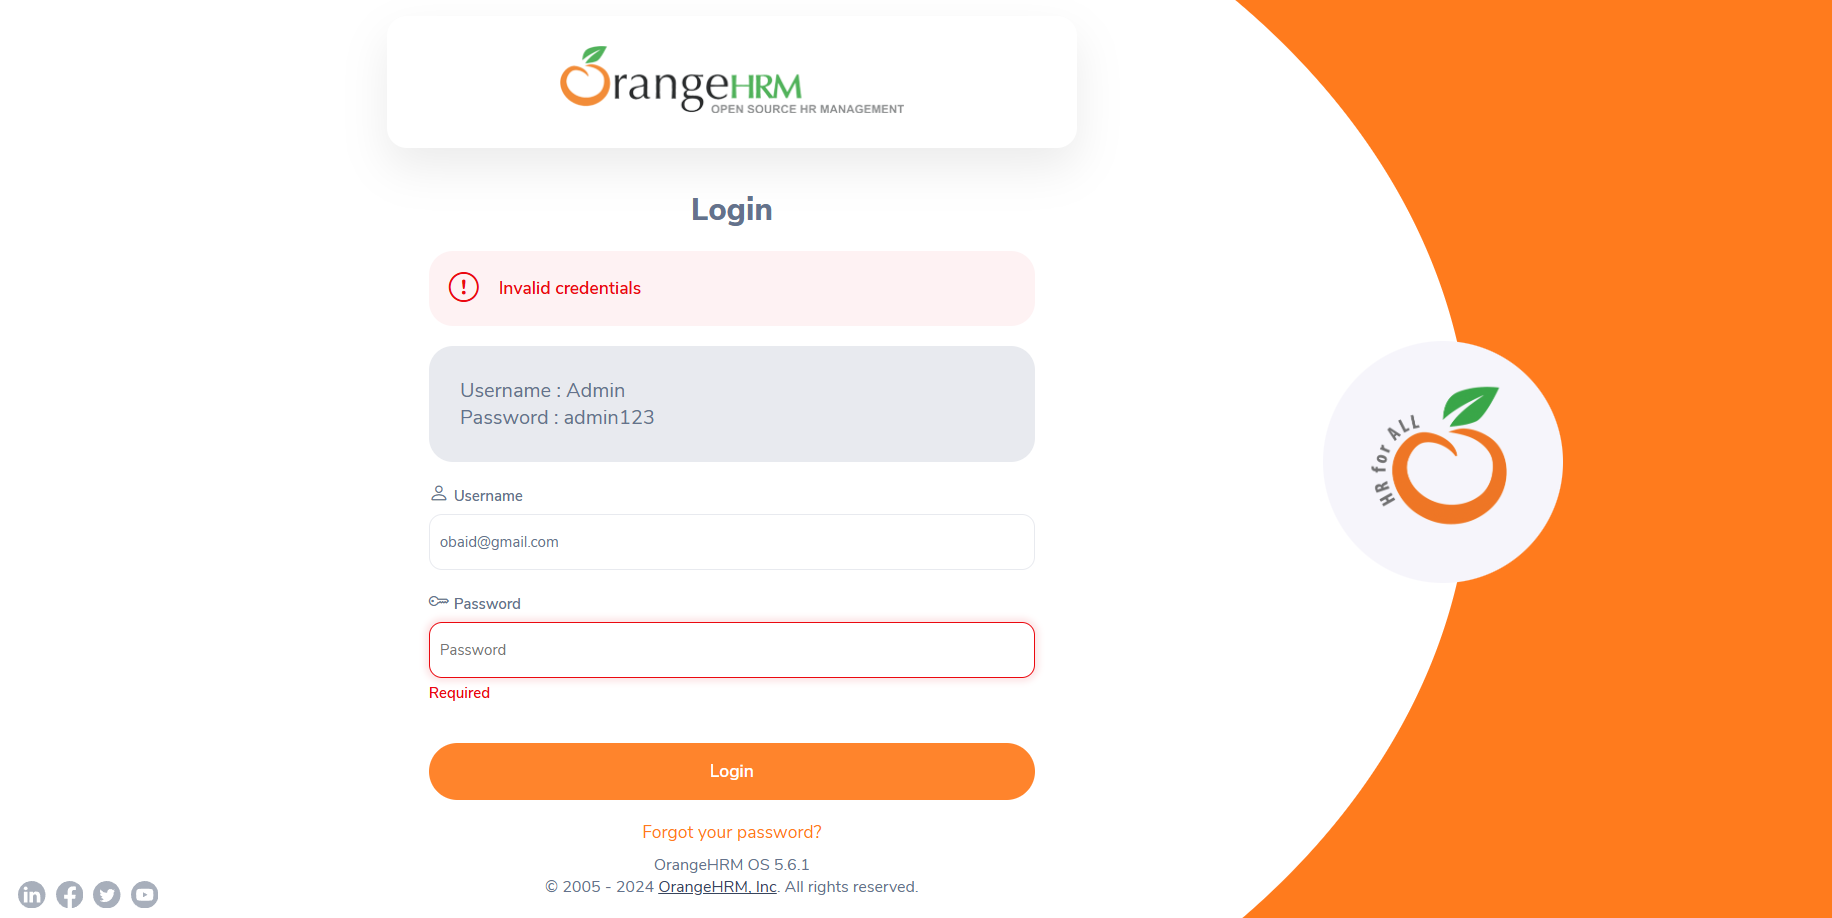 OrangeHRM
OPEN SOURCE HR MANAGEMENT
Login
Invalid credentials
Username : Admin
Password : admin123
Username
obaid@gmail.com
Password
Password
Required
Login
Forgot your password?
OrangeHRM OS 5.6.1
© 2005 - 2024 OrangeHRM, Inc. All rights reserved.
HR for ALL